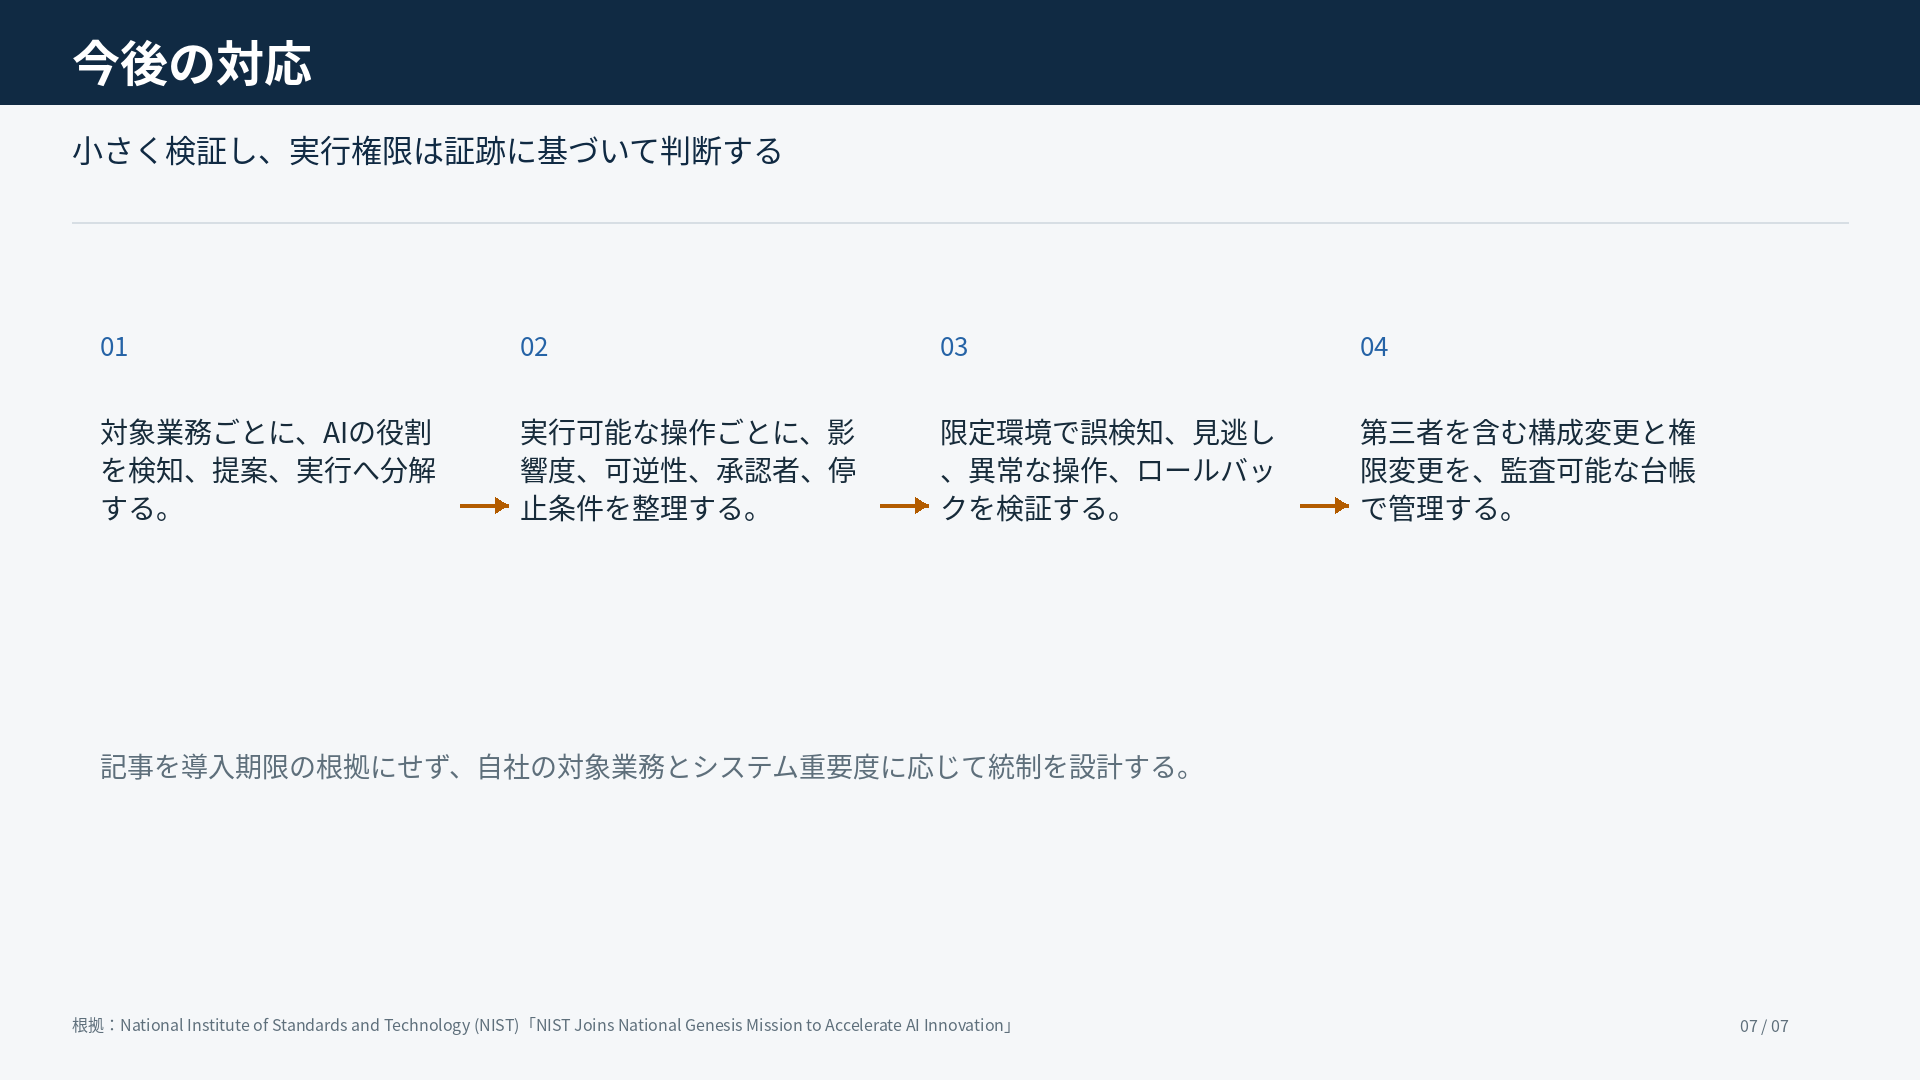 今後の対応
小さく検証し、実行権限は証跡に基づいて判断する
01
対象業務ごとに、AIの役割
を検知、提案、実行へ分解
する。
02
実行可能な操作ごとに、影
響度、可逆性、承認者、停
止条件を整理する。
03
限定環境で誤検知、見逃し
、異常な操作、ロールバッ
クを検証する。
04
第三者を含む構成変更と権
限変更を、監査可能な台帳
で管理する。
記事を導入期限の根拠にせず、自社の対象業務とシステム重要度に応じて統制を設計する。
根拠：National Institute of Standards and Technology (NIST)「NIST Joins National Genesis Mission to Accelerate AI Innovation」
07 / 07